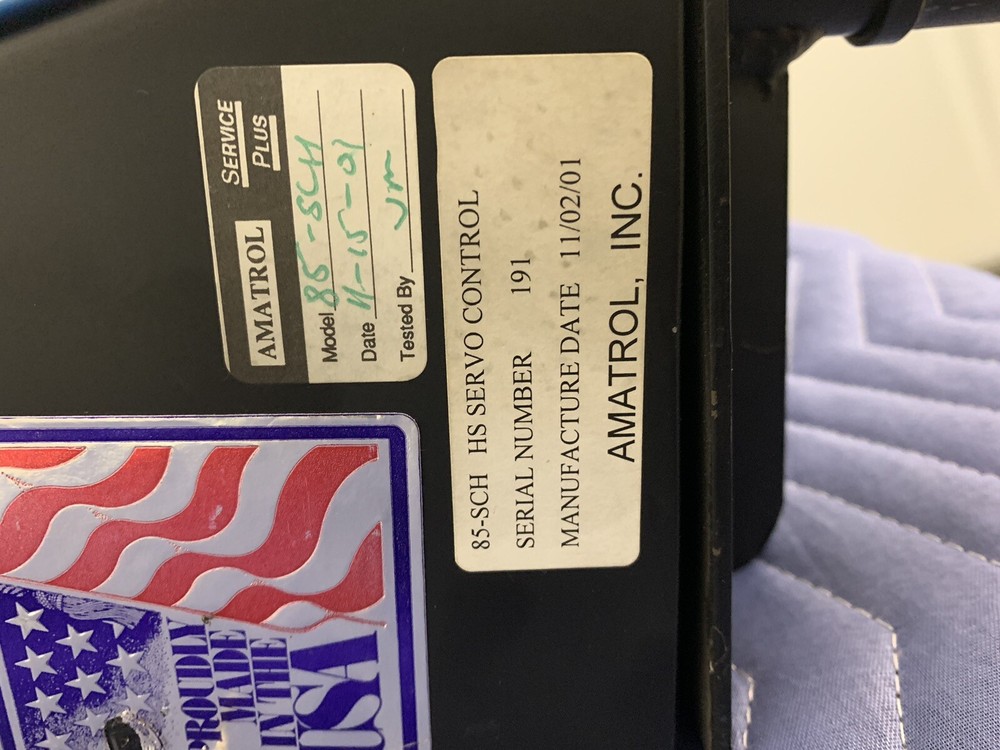 AMATROL
SERVICE
PLUS
Model 85-SCH
Date 11-15-01
Tested By Jm
85-SCH HS SERVO CONTROL
SERIAL NUMBER 191
MANUFACTURE DATE 11/02/01
AMATROL, INC.
PROUDLY
MADE
IN THE
USA